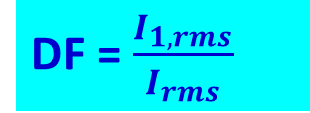 DF = I1,rms / Irms